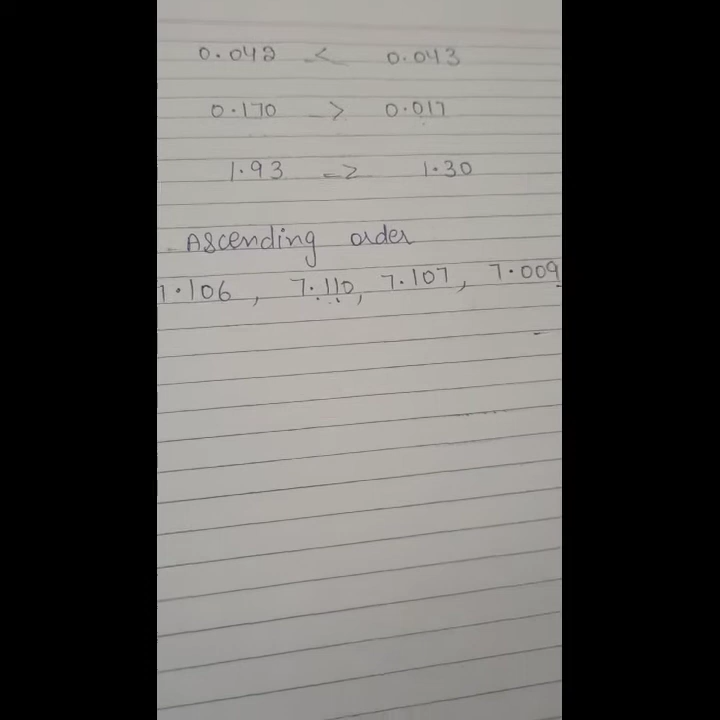 0.042 < 0.043
0.170 > 0.017
1.93 > 1.30
Ascending order
7.106, 7.110, 7.107, 7.009